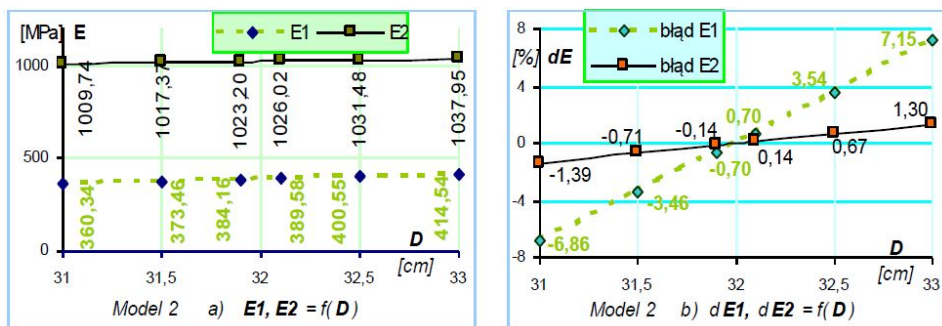 [MPa] E
E1 E2
1000
500
0
1009,74
1017,37
1023,20
1026,02
1031,48
1037,95
360,34
373,46
384,16
389,58
400,55
414,54
D
[cm]
31 31,5 32 32,5 33
Model 2 a) E1, E2 = f( D )
8
4
0
-4
-8
[%] dE
błąd E1
błąd E2
7,15
3,54
0,70
-0,14
-0,71
1,30
-1,39
-0,70
0,14
0,67
-3,46
-6,86
D
[cm]
31 31,5 32 32,5 33
Model 2 b) d E1, d E2 = f( D )